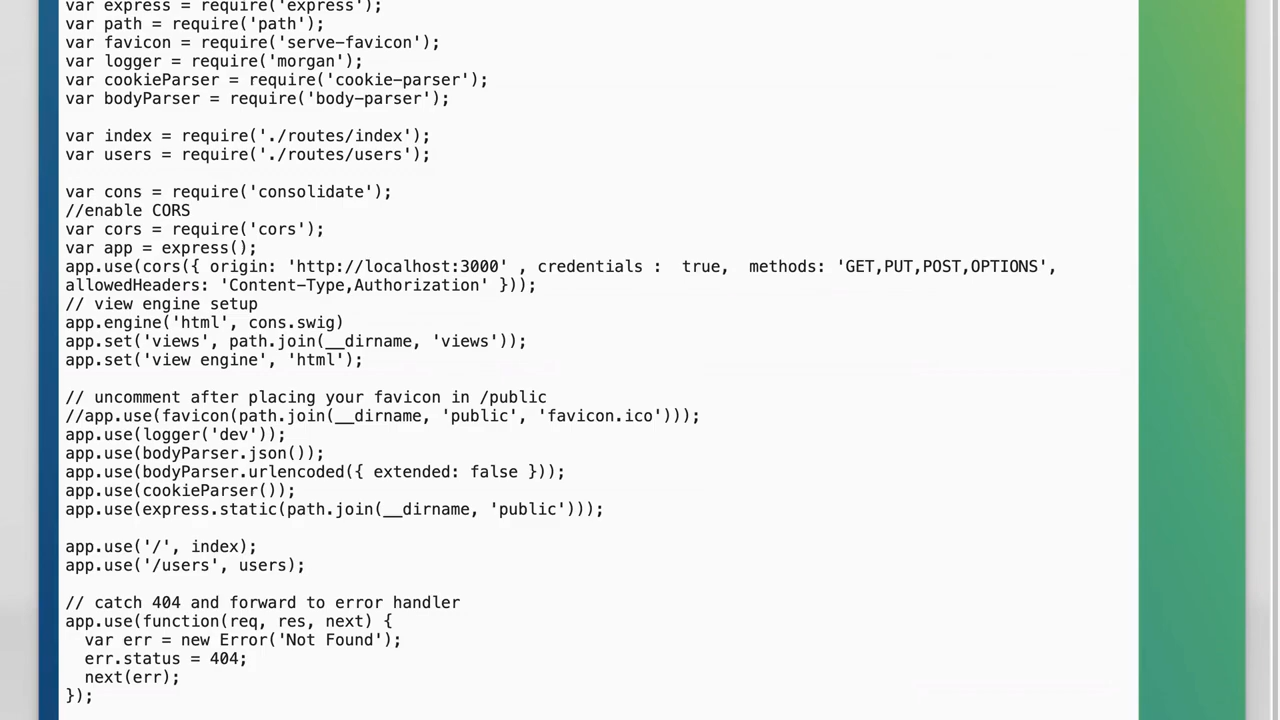 var express = require('express');
var path = require('path');
var favicon = require('serve-favicon');
var logger = require('morgan');
var cookieParser = require('cookie-parser');
var bodyParser = require('body-parser');

var index = require('./routes/index');
var users = require('./routes/users');

var cons = require('consolidate');
//enable CORS
var cors = require('cors');
var app = express();
app.use(cors({ origin: 'http://localhost:3000' , credentials :  true,  methods: 'GET,PUT,POST,OPTIONS',
allowedHeaders: 'Content-Type,Authorization' }));
// view engine setup
app.engine('html', cons.swig)
app.set('views', path.join(__dirname, 'views'));
app.set('view engine', 'html');

// uncomment after placing your favicon in /public
//app.use(favicon(path.join(__dirname, 'public', 'favicon.ico')));
app.use(logger('dev'));
app.use(bodyParser.json());
app.use(bodyParser.urlencoded({ extended: false }));
app.use(cookieParser());
app.use(express.static(path.join(__dirname, 'public')));

app.use('/', index);
app.use('/users', users);

// catch 404 and forward to error handler
app.use(function(req, res, next) {
  var err = new Error('Not Found');
  err.status = 404;
  next(err);
});